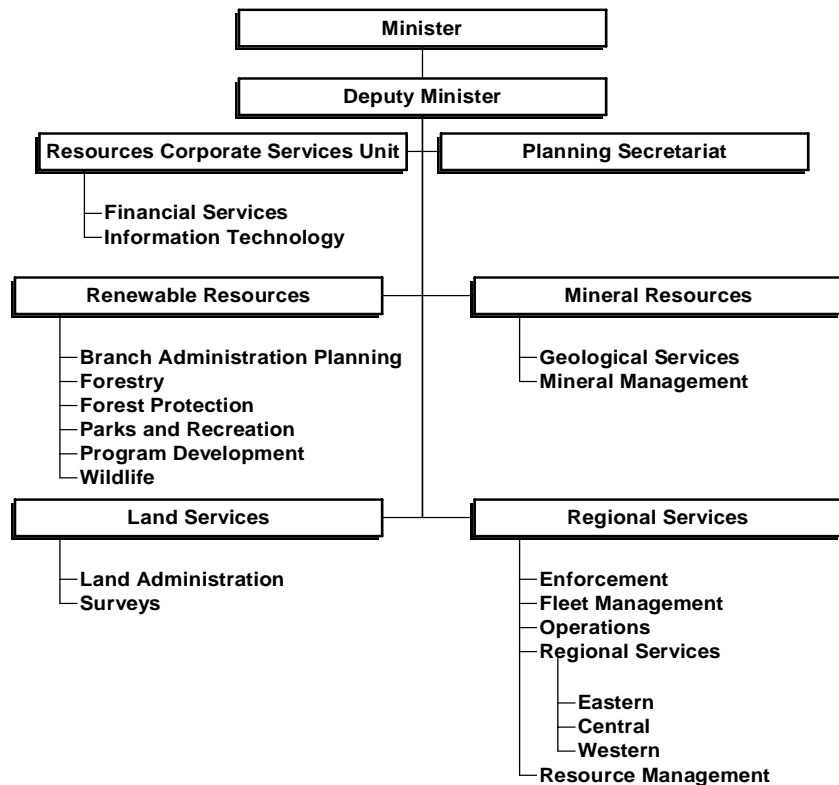 Minister
Deputy Minister
Resources Corporate Services Unit
Planning Secretariat
Financial Services
Information Technology
Renewable Resources
Mineral Resources
Branch Administration Planning
Forestry
Forest Protection
Parks and Recreation
Program Development
Wildlife
Geological Services
Mineral Management
Land Services
Regional Services
Land Administration
Surveys
Enforcement
Fleet Management
Operations
Regional Services
Eastern
Central
Western
Resource Management